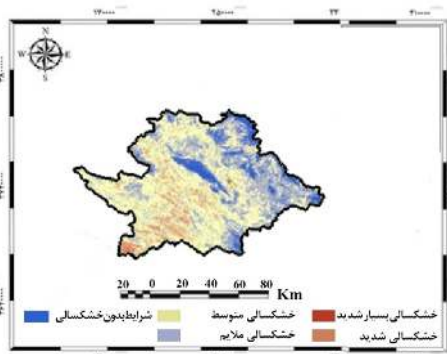 N
W E
S
20 0 20 40 60 80
Km
خشکسالی بسیار شدید خشکسالی متوسط شرایط بدون خشکسالی
خشکسالی شدید خشکسالی ملایم